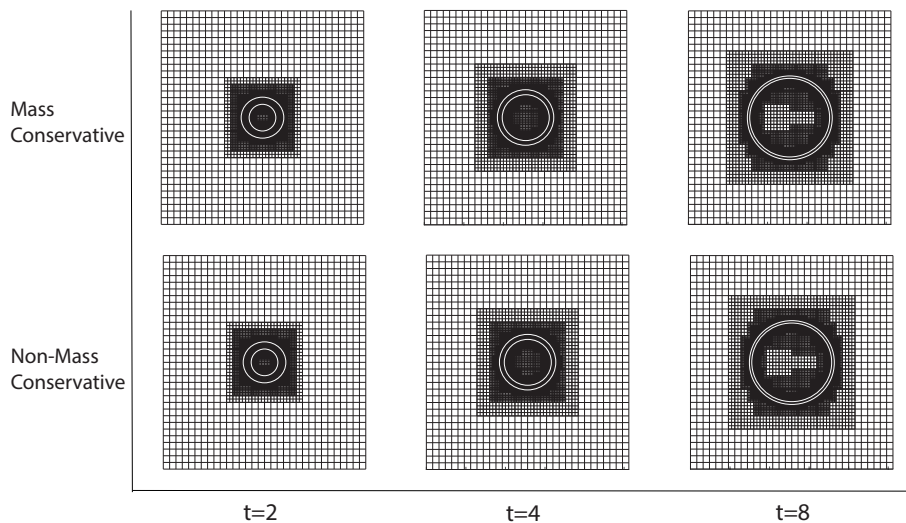 Mass
Conservative
Non-Mass
Conservative
t=2
t=4
t=8